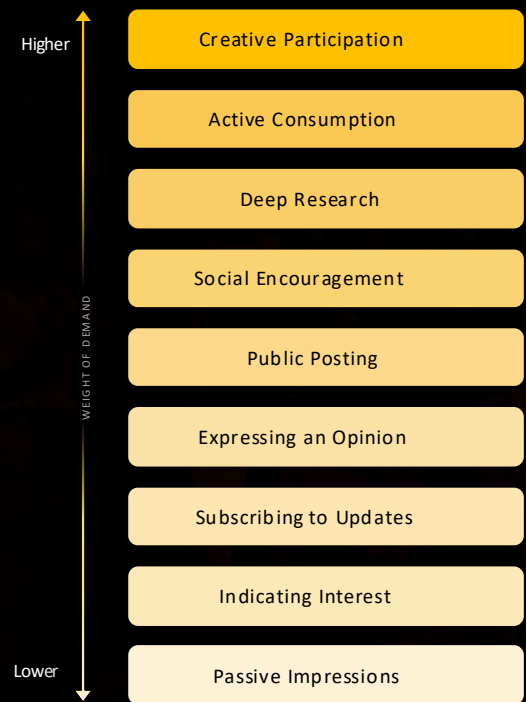 Higher
Creative Participation
Active Consumption
Deep Research
Social Encouragement
WEIGHT OF DEMAND
Public Posting
Expressing an Opinion
Subscribing to Updates
Indicating Interest
Lower
Passive Impressions